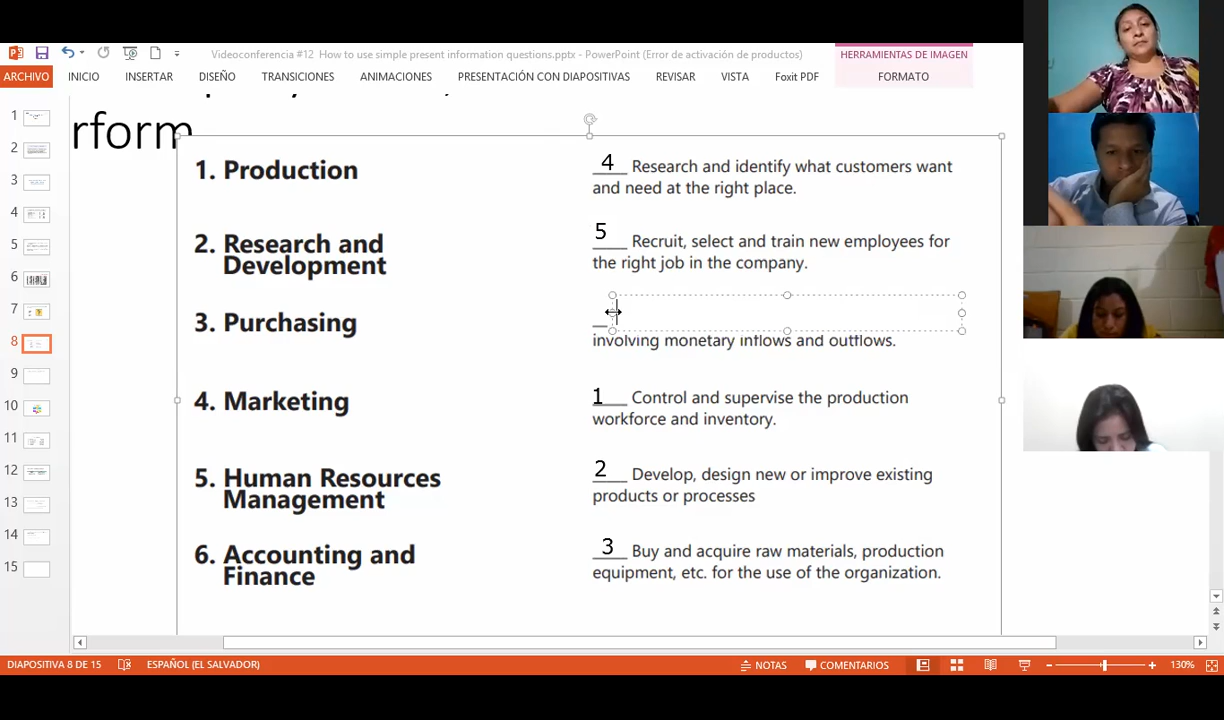 Videoconferencia #12 How to use simple present information questions.pptx - PowerPoint (Error de activación de productos)
HERRAMIENTAS DE IMAGEN
ARCHIVO INICIO INSERTAR DISEÑO TRANSICIONES ANIMACIONES PRESENTACIÓN CON DIAPOSITIVAS REVISAR VISTA Foxit PDF FORMATO
rform
1. Production
4 Research and identify what customers want
and need at the right place.
2. Research and
Development
5 Recruit, select and train new employees for
the right job in the company.
3. Purchasing
involving monetary inflows and outflows.
4. Marketing
1 Control and supervise the production
workforce and inventory.
5. Human Resources
Management
2 Develop, design new or improve existing
products or processes
6. Accounting and
Finance
3 Buy and acquire raw materials, production
equipment, etc. for the use of the organization.
1
2
3
4
5
6
7
8
9
10
11
12
13
14
15
DIAPOSITIVA 8 DE 15 ESPAÑOL (EL SALVADOR) NOTAS COMENTARIOS 130%